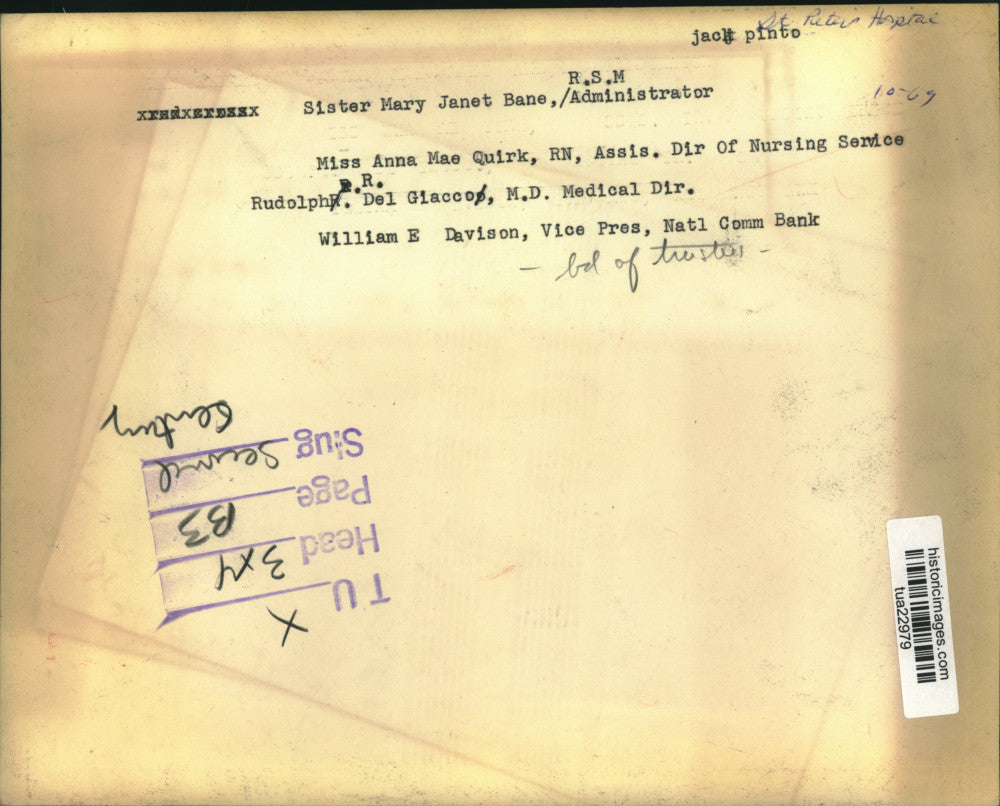 St. Peter's Hospital
jack pinto
10-69
R.S.M
Sister Mary Janet Bane,/Administrator
Miss Anna Mae Quirk, RN, Assis. Dir Of Nursing Service
R.R.
Rudolph. Del Giacco, M.D. Medical Dir.
William E Davison, Vice Pres, Natl Comm Bank
- bd of trustees -
X
TU
Head 3x4
Page B3
Slug Second
Century
historicimages.com
tua22979